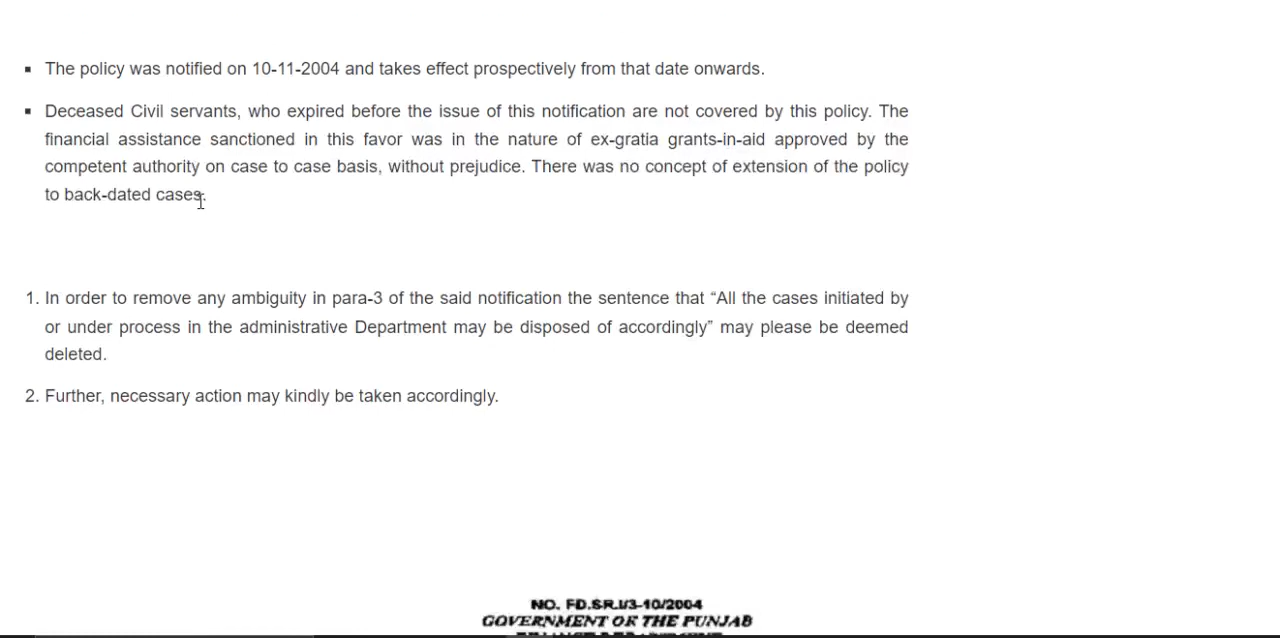 ▪ The policy was notified on 10-11-2004 and takes effect prospectively from that date onwards.
▪ Deceased Civil servants, who expired before the issue of this notification are not covered by this policy. The
financial assistance sanctioned in this favor was in the nature of ex-gratia grants-in-aid approved by the
competent authority on case to case basis, without prejudice. There was no concept of extension of the policy
to back-dated cases.
1. In order to remove any ambiguity in para-3 of the said notification the sentence that “All the cases initiated by
or under process in the administrative Department may be disposed of accordingly” may please be deemed
deleted.
2. Further, necessary action may kindly be taken accordingly.
NO. FD.SR.I/3-10/2004
GOVERNMENT OF THE PUNJAB